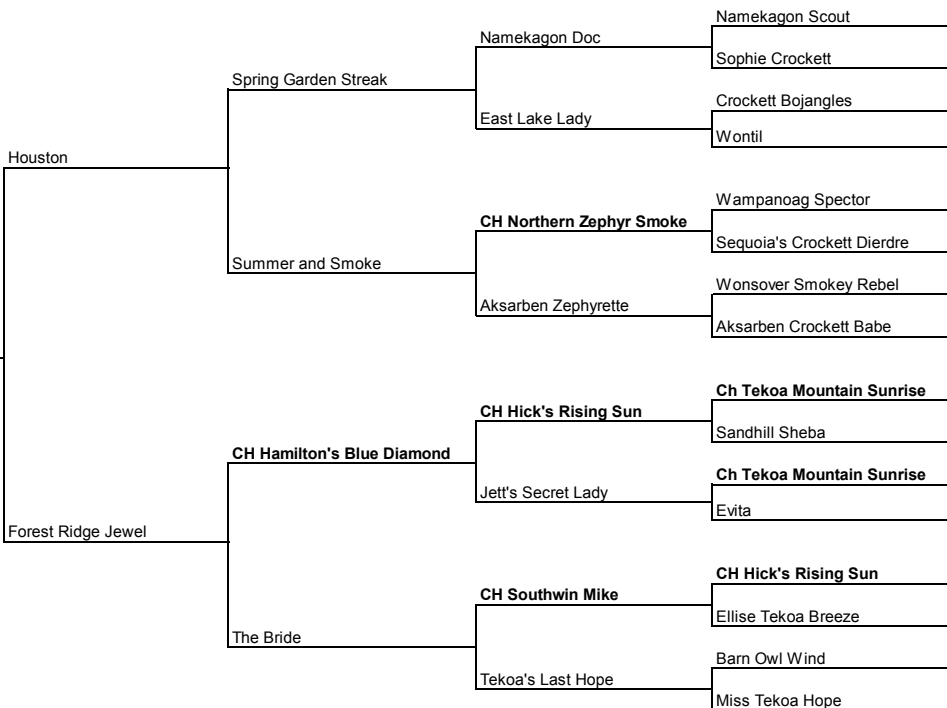 Namekagon Scout
Namekagon Doc
Sophie Crockett
Spring Garden Streak
Crockett Bojangles
East Lake Lady
Wontil
Houston
Wampanoag Spector
CH Northern Zephyr Smoke
Sequoia's Crockett Dierdre
Summer and Smoke
Wonsover Smokey Rebel
Aksarben Zephyrette
Aksarben Crockett Babe
Ch Tekoa Mountain Sunrise
CH Hick's Rising Sun
Sandhill Sheba
CH Hamilton's Blue Diamond
Ch Tekoa Mountain Sunrise
Jett's Secret Lady
Evita
Forest Ridge Jewel
CH Hick's Rising Sun
CH Southwin Mike
Ellise Tekoa Breeze
The Bride
Barn Owl Wind
Tekoa's Last Hope
Miss Tekoa Hope